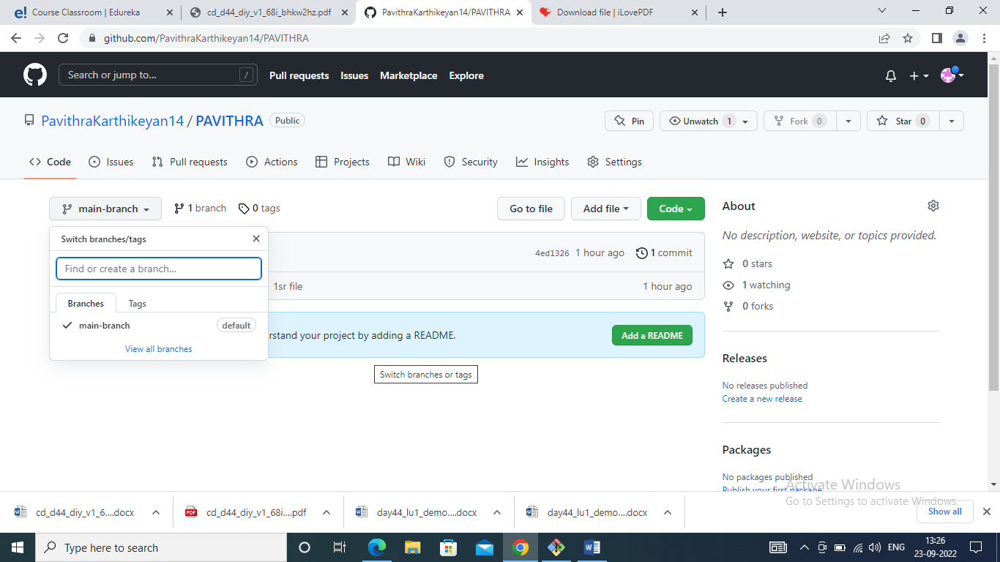 e! Course Classroom | Edureka
cd_d44_diy_v1_68i_bhkw2hz.pdf
PavithraKarthikeyan14/PAVITHRA
Download file | iLovePDF
github.com/PavithraKarthikeyan14/PAVITHRA
Search or jump to... /
Pull requests Issues Marketplace Explore
PavithraKarthikeyan14 / PAVITHRA Public
Pin
Unwatch 1
Fork 0
Star 0
Code Issues Pull requests Actions Projects Wiki Security Insights Settings
main-branch 1 branch 0 tags
Go to file Add file Code
Switch branches/tags
Find or create a branch...
Branches Tags
main-branch default
View all branches
4ed1326 1 hour ago 1 commit
1sr file 1 hour ago
rstand your project by adding a README. Add a README
Switch branches or tags
About
No description, website, or topics provided.
0 stars
1 watching
0 forks
Releases
No releases published
Create a new release
Packages
No packages published
Publish your first package
Activate Windows
Go to Settings to activate Windows.
cd_d44_diy_v1_6....docx
PDF cd_d44_diy_v1_68i....pdf
day44_lu1_demo....docx
day44_lu1_demo....docx
Show all
Type here to search
ENG
13:26
23-09-2022